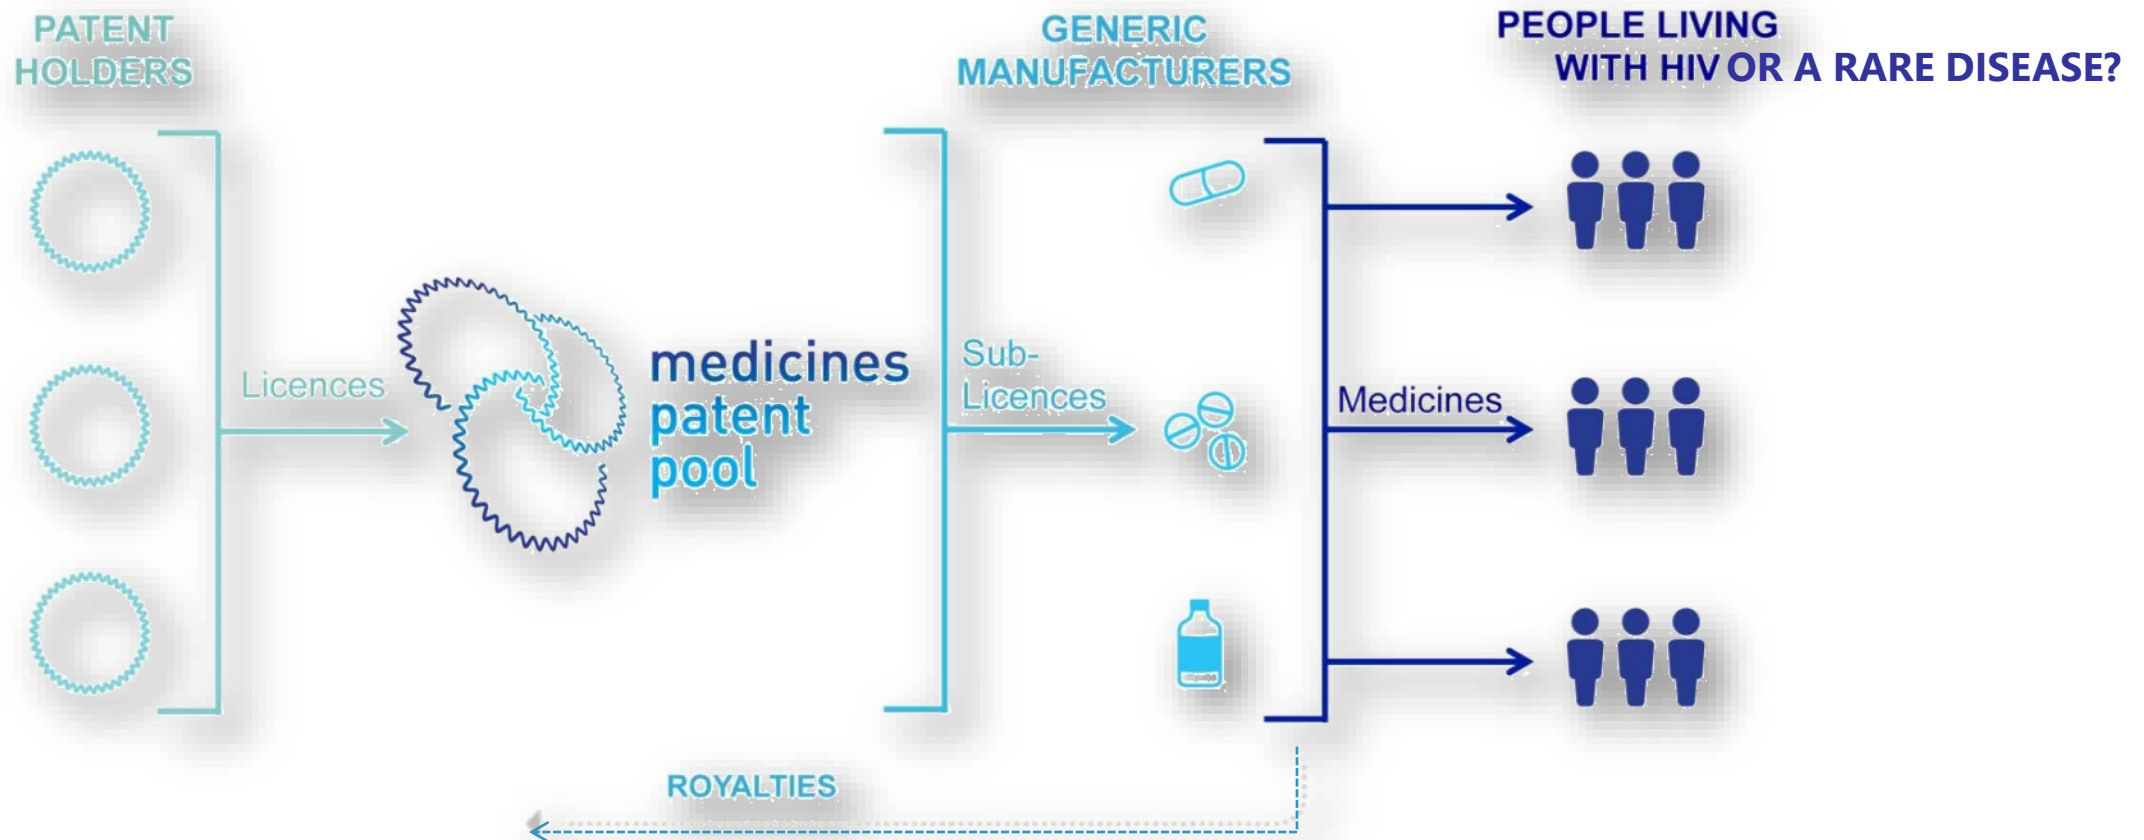 PATENT
HOLDERS
GENERIC
MANUFACTURERS
PEOPLE LIVING
WITH HIV OR A RARE DISEASE?
Licences
medicines
patent
pool
Sub-
Licences
Medicines
ROYALTIES